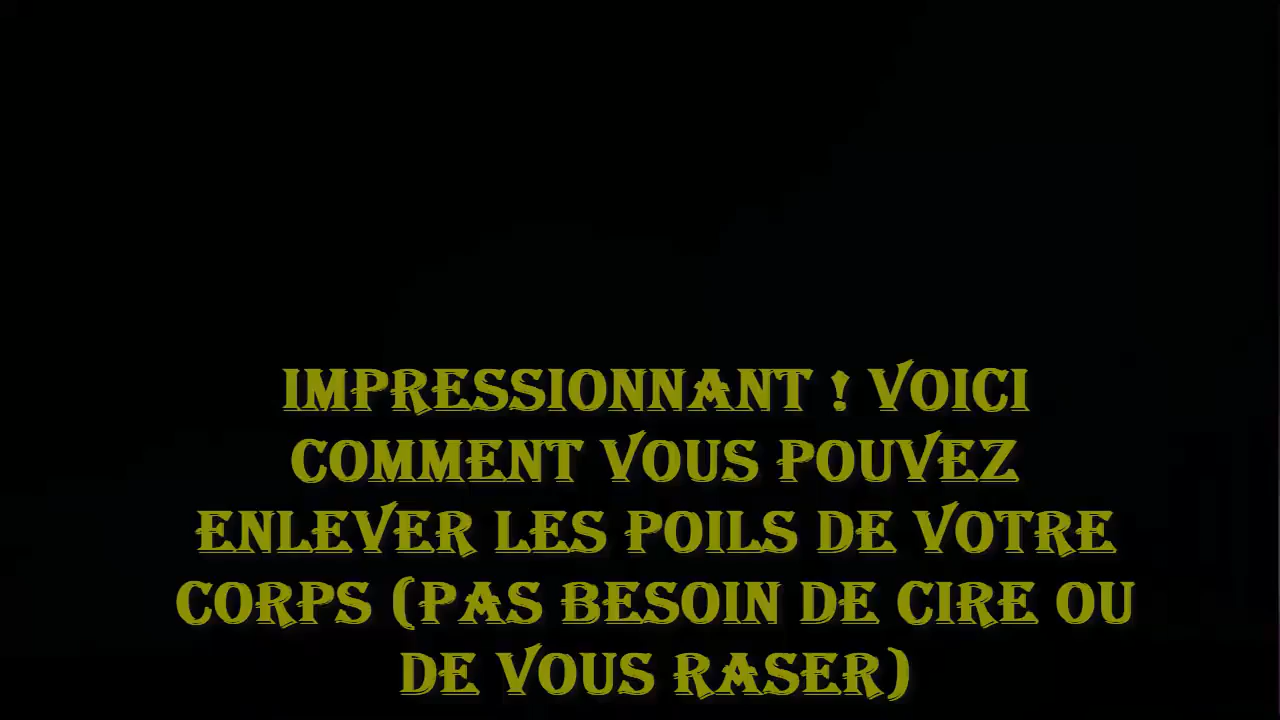 IMPRESSIONNANT ! VOICI
COMMENT VOUS POUVEZ
ENLEVER LES POILS DE VOTRE
CORPS (PAS BESOIN DE CIRE OU
DE VOUS RASER)